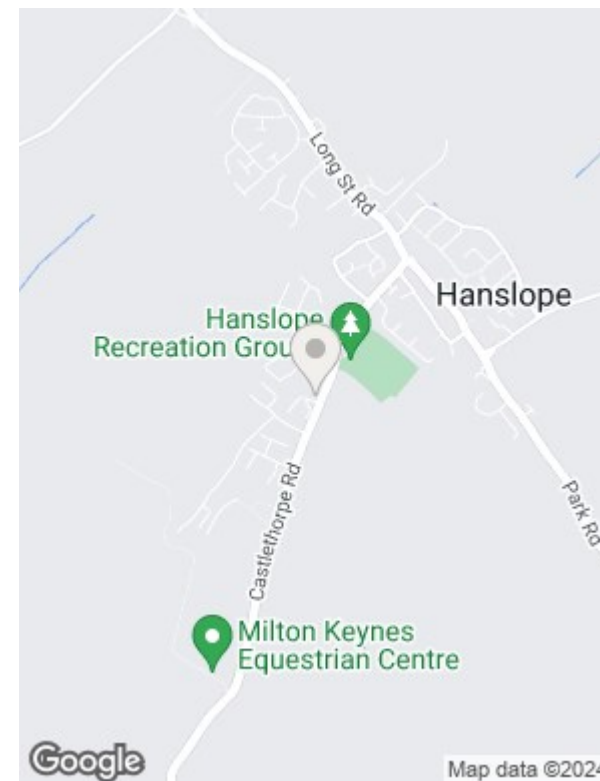 Long St Rd
Hanslope
Hanslope
Recreation Grou
Castlethorpe Rd
Park Rd
Milton Keynes
Equestrian Centre
Google
Map data ©2024